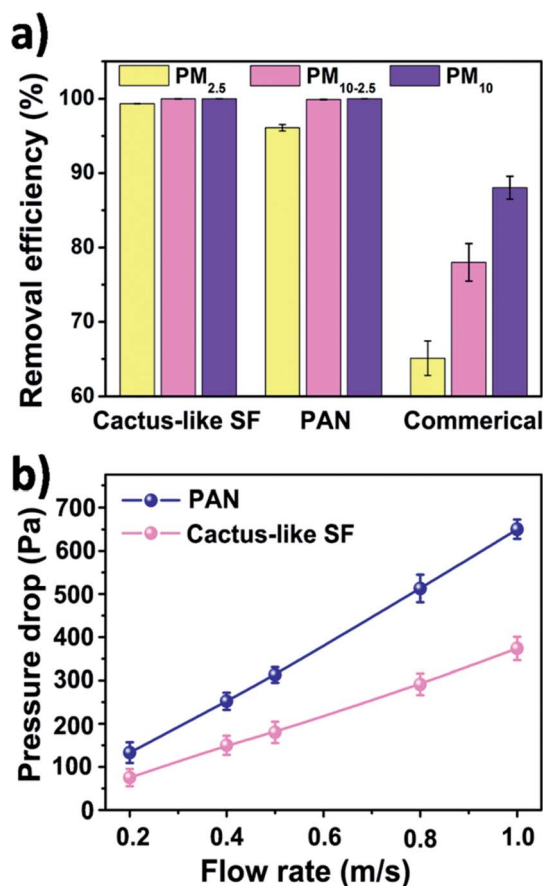 a)
PM2.5 PM10-2.5 PM10
Removal efficiency (%)
100
90
80
70
60
Cactus-like SF PAN Commerical
b)
PAN
Cactus-like SF
Pressure drop (Pa)
700
600
500
400
300
200
100
0
0.2 0.4 0.6 0.8 1.0
Flow rate (m/s)